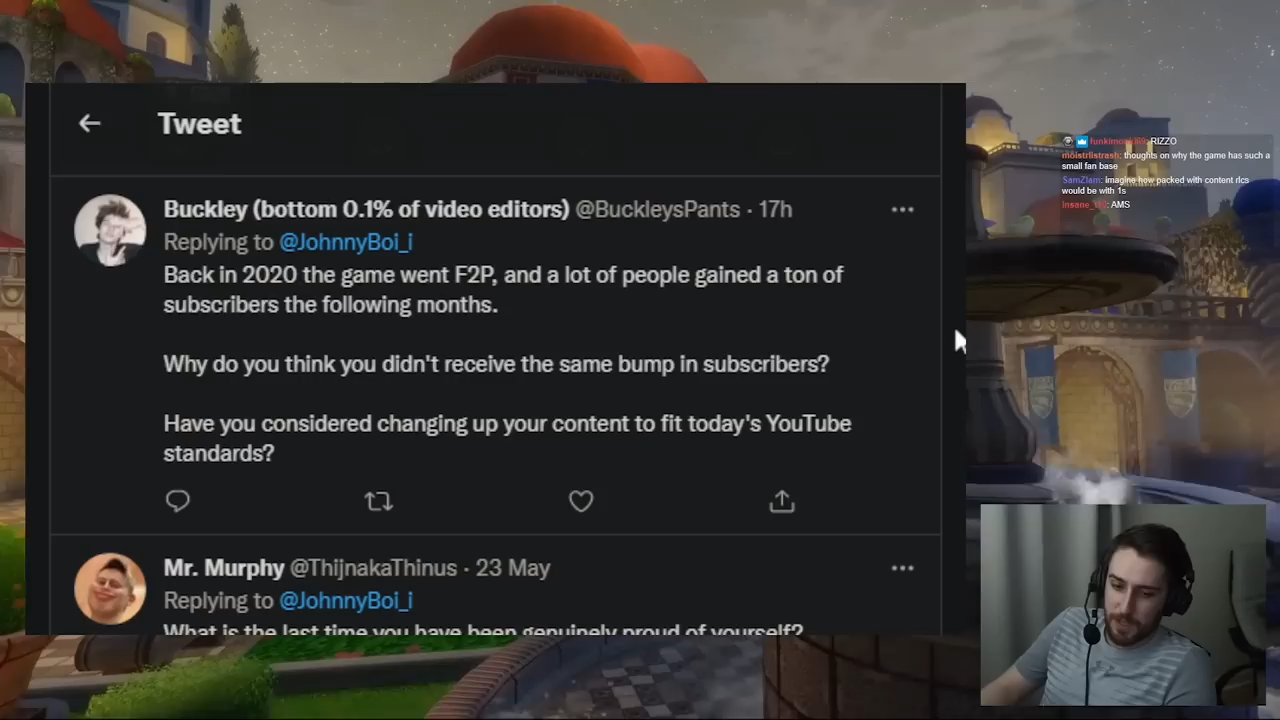 Tweet
Buckley (bottom 0.1% of video editors) @BuckleysPants · 17h
Replying to @JohnnyBoi_i
Back in 2020 the game went F2P, and a lot of people gained a ton of
subscribers the following months.
Why do you think you didn't receive the same bump in subscribers?
Have you considered changing up your content to fit today's YouTube
standards?
Mr. Murphy @ThijnakaThinus · 23 May
Replying to @JohnnyBoi_i
What is the last time you have been genuinely proud of yourself?
RIZZO
moistristrash: thoughts on why the game has such a
small fan base
SamZlam: imagine how packed with content rlcs
would be with 1s
AMS